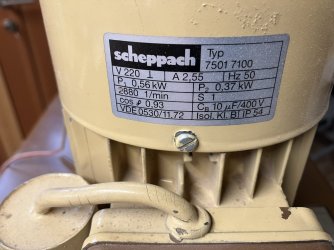 scheppach Typ
7501 7100
V 220 ⊥ A 2,55 Hz 50
P₁ 0,56 kW P₂ 0,37 kW
2880 1/min S 1
cos φ 0,93 CB 10 µF/400 V
VDE 0530/11.72 Isol. Kl. B IP 54